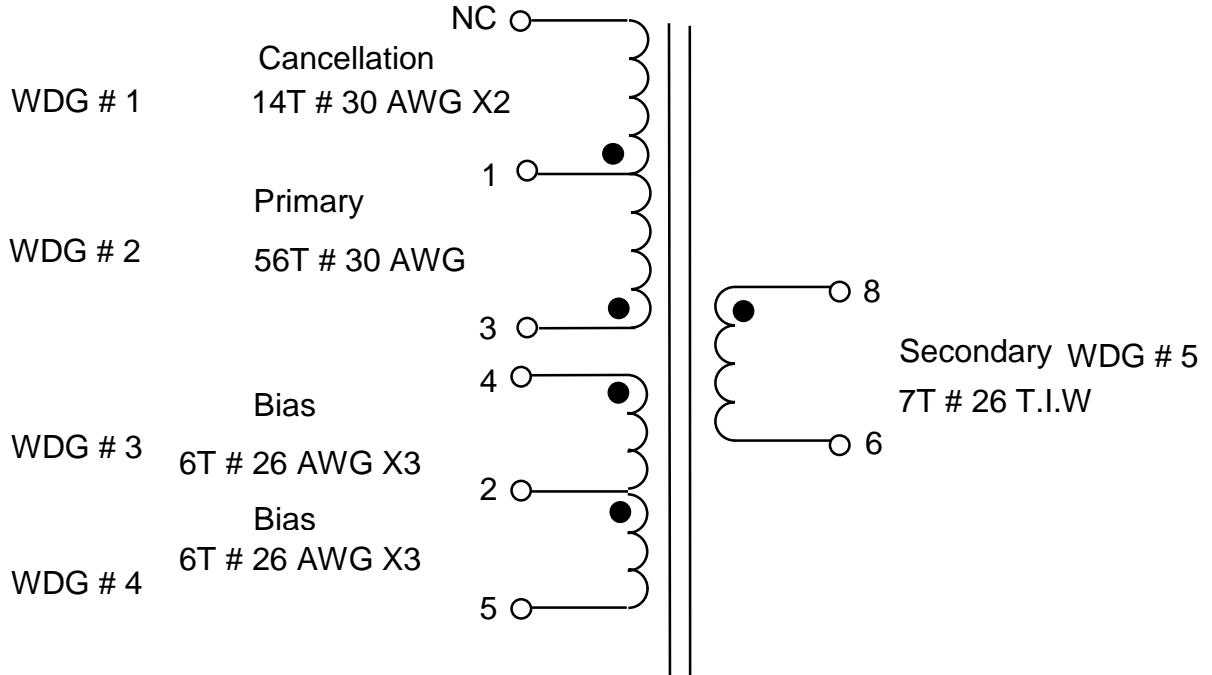 NC
Cancellation
WDG # 1
14T # 30 AWG X2
1
Primary
WDG # 2
56T # 30 AWG
3
4
Bias
WDG # 3
6T # 26 AWG X3
2
Bias
6T # 26 AWG X3
WDG # 4
5
8
Secondary WDG # 5
7T # 26 T.I.W
6